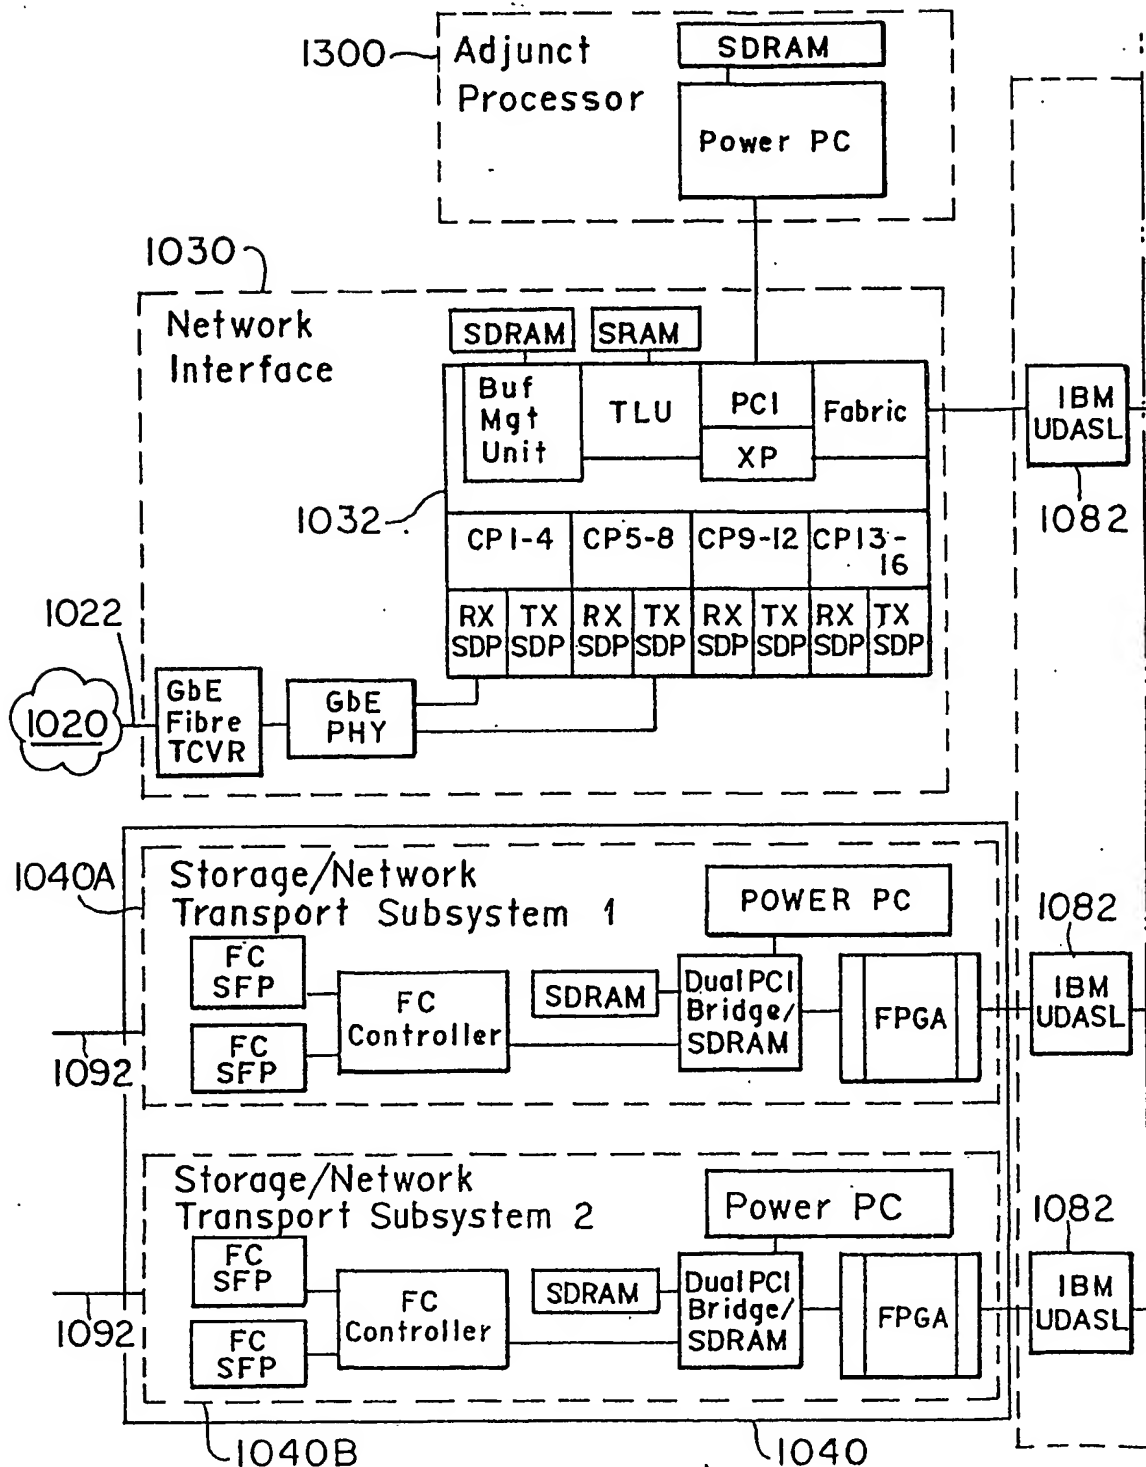 1300
Adjunct
Processor
SDRAM
Power PC
1030
Network
Interface
SDRAM
SRAM
Buf
Mgt
Unit
TLU
PCI
XP
Fabric
IBM
UDASL
1082
1032
CP1-4
CP5-8
CP9-12
CP13-
16
RX
SDP
TX
SDP
RX
SDP
TX
SDP
RX
SDP
TX
SDP
RX
SDP
TX
SDP
1022
1020
GbE
Fibre
TCVR
GbE
PHY
1040A
Storage/Network
Transport Subsystem 1
POWER PC
1082
FC
SFP
FC
SFP
FC
Controller
SDRAM
Dual PCI
Bridge/
SDRAM
FPGA
IBM
UDASL
1092
Storage/Network
Transport Subsystem 2
Power PC
1082
FC
SFP
FC
SFP
FC
Controller
SDRAM
Dual PCI
Bridge/
SDRAM
FPGA
IBM
UDASL
1092
1040B
1040